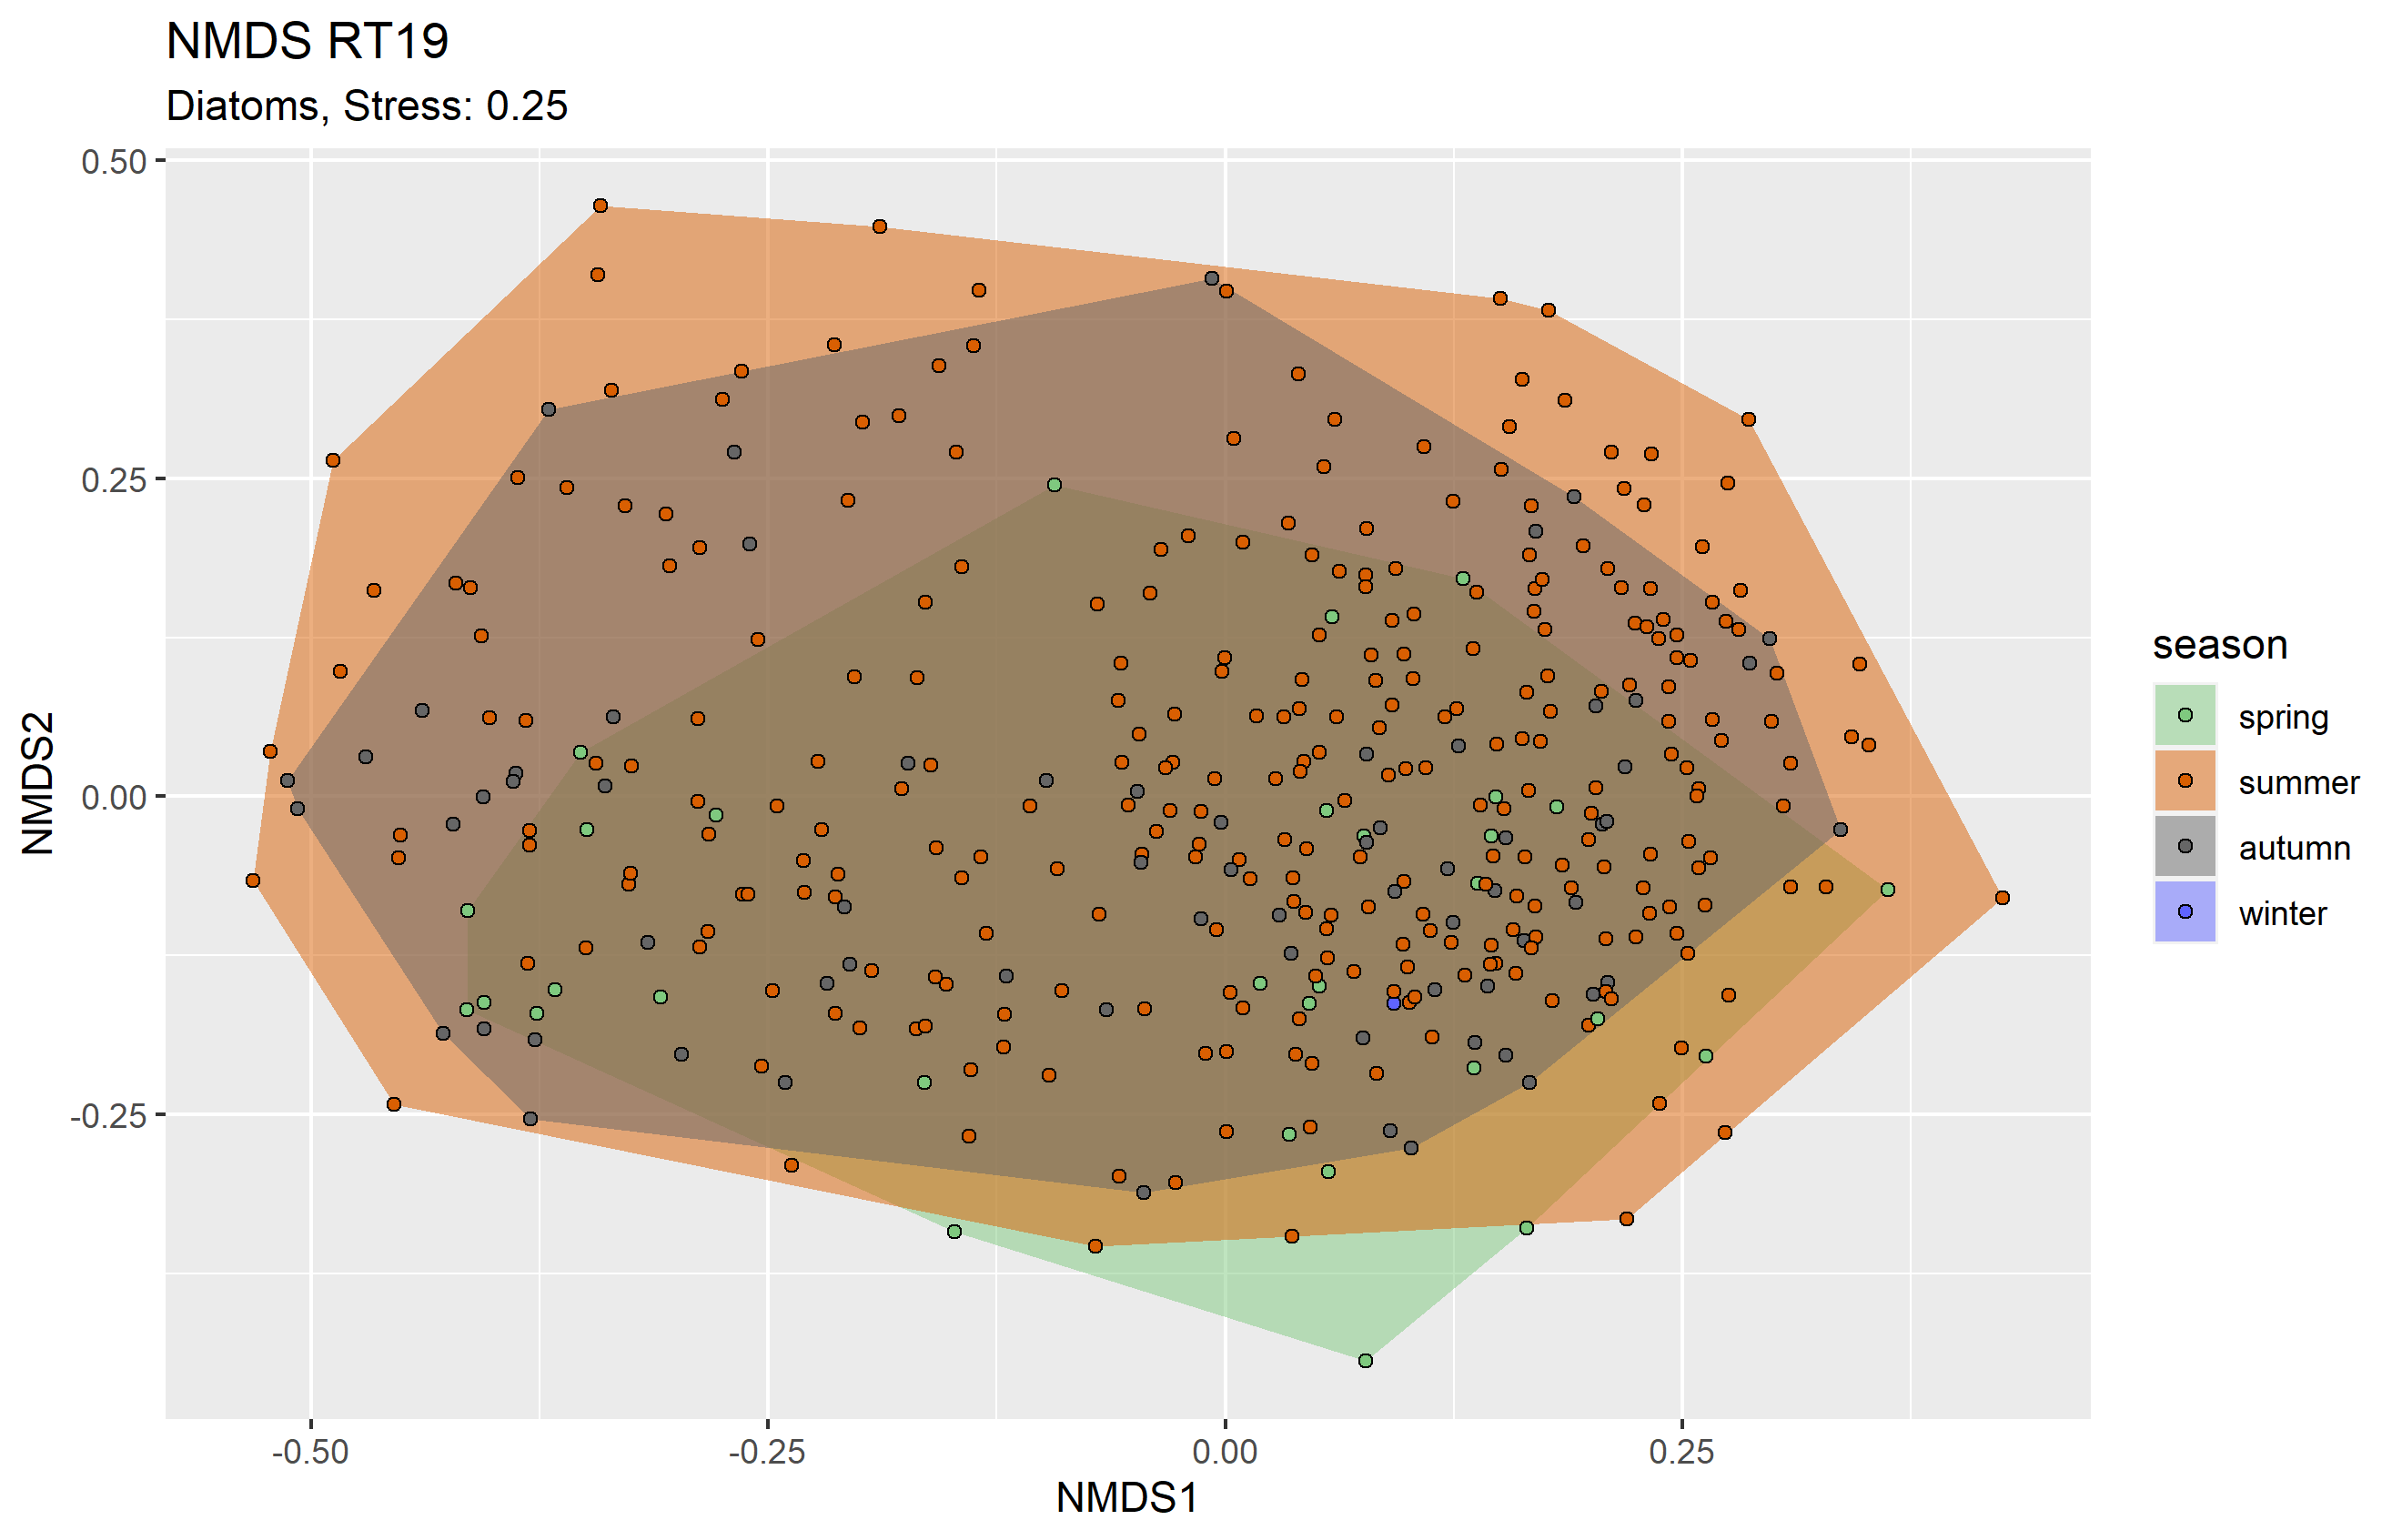 NMDS RT19
Diatoms, Stress: 0.25
0.50
0.25
0.00
-0.25
NMDS2
-0.50
-0.25
0.00
0.25
NMDS1
season
spring
summer
autumn
winter